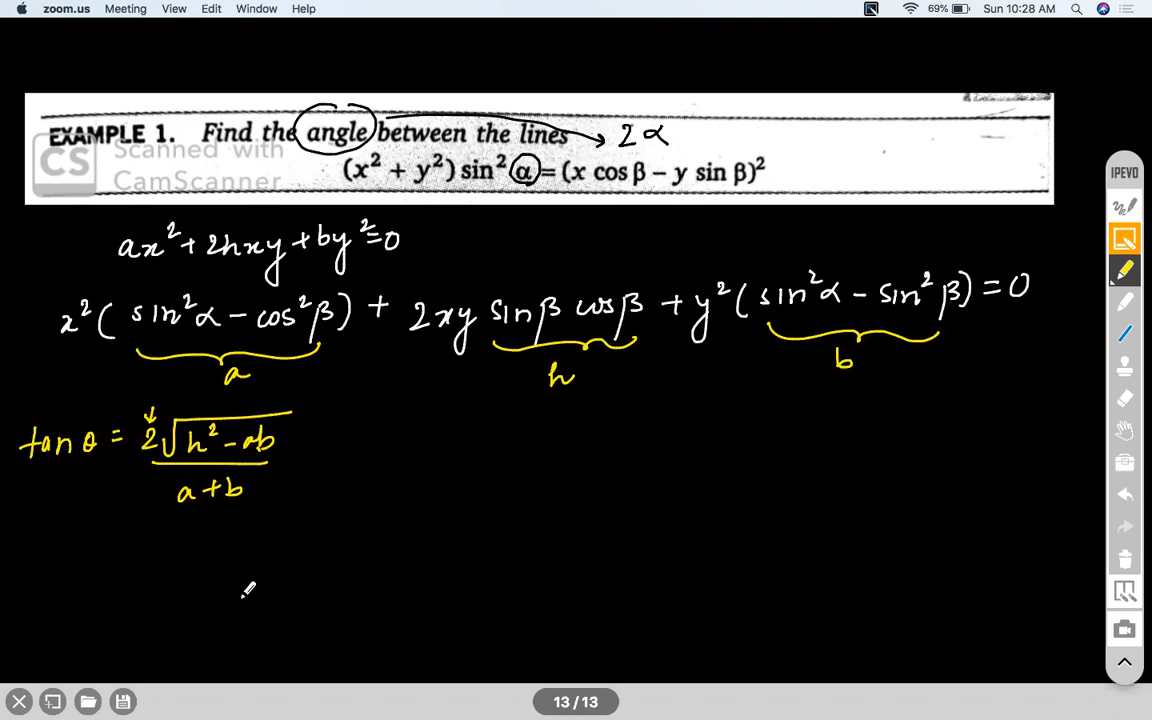 zoom.us Meeting View Edit Window Help 69% Sun 10:28 AM
EXAMPLE 1. Find the angle between the lines → 2α
Scanned with
(x² + y²) sin² α = (x cos β − y sin β)²
CS
CamScanner
IPEVO
ax² + 2hxy + by² = 0
x² (sin²α − cos²β) + 2xy sinβ cosβ + y² (sin²α − sin²β) = 0
a h b
tan θ = 2√h² − ab
a + b
13 / 13